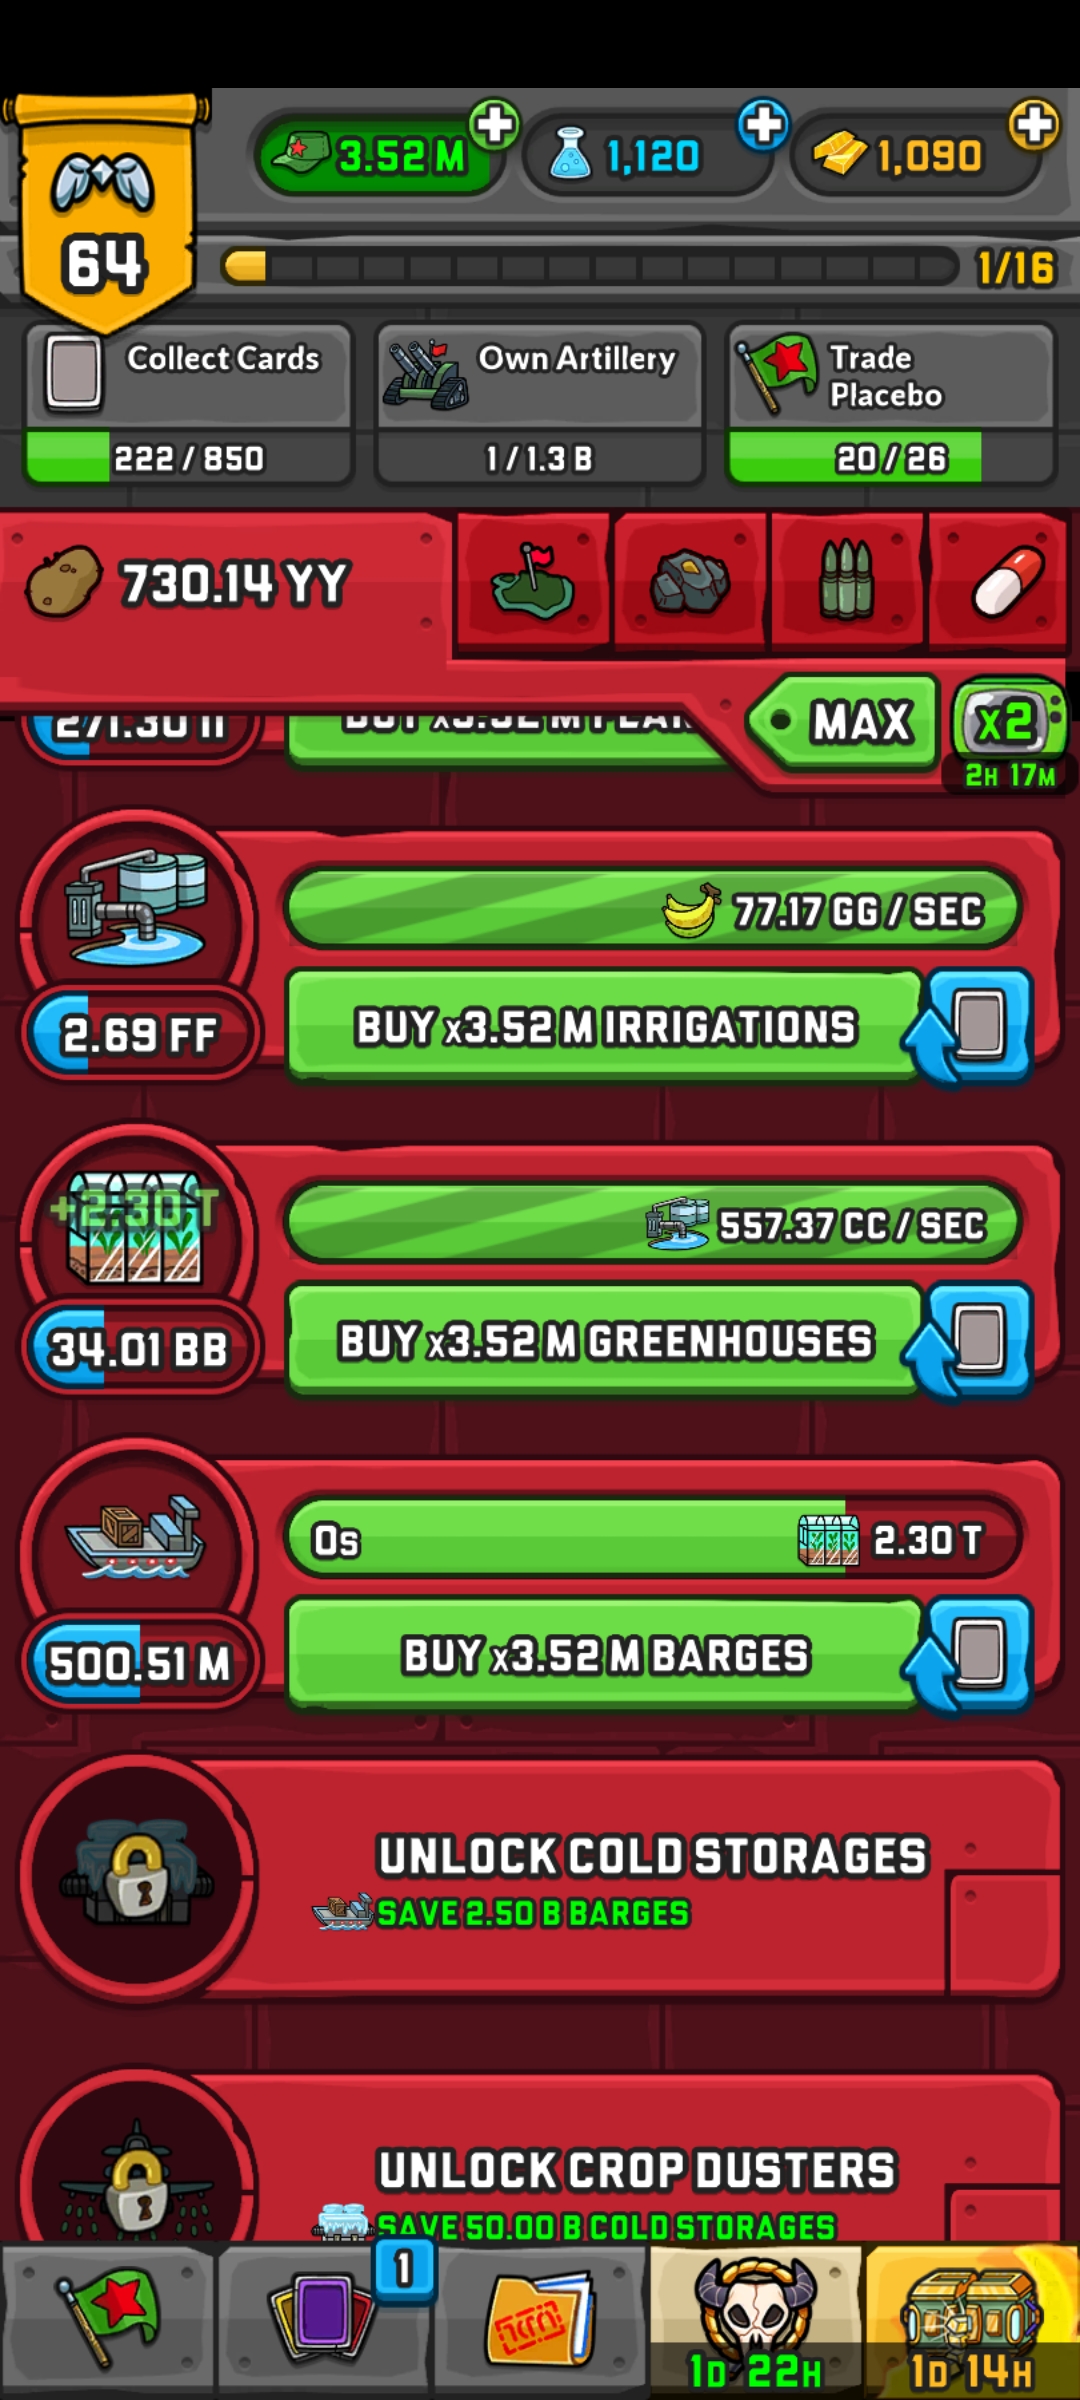 3.52 M
1,120
1,090
64
1/16
Collect Cards
222 / 850
Own Artillery
1 / 1.3 B
Trade
Placebo
20 / 26
730.14 YY
MAX
x2
2H 17M
77.17 GG / SEC
2.69 FF
BUY x3.52 M IRRIGATIONS
+2.30 T
557.37 CC / SEC
34.01 BB
BUY x3.52 M GREENHOUSES
0s
2.30 T
500.51 M
BUY x3.52 M BARGES
UNLOCK COLD STORAGES
SAVE 2.50 B BARGES
UNLOCK CROP DUSTERS
SAVE 50.00 B COLD STORAGES
1
1D 22H
1D 14H